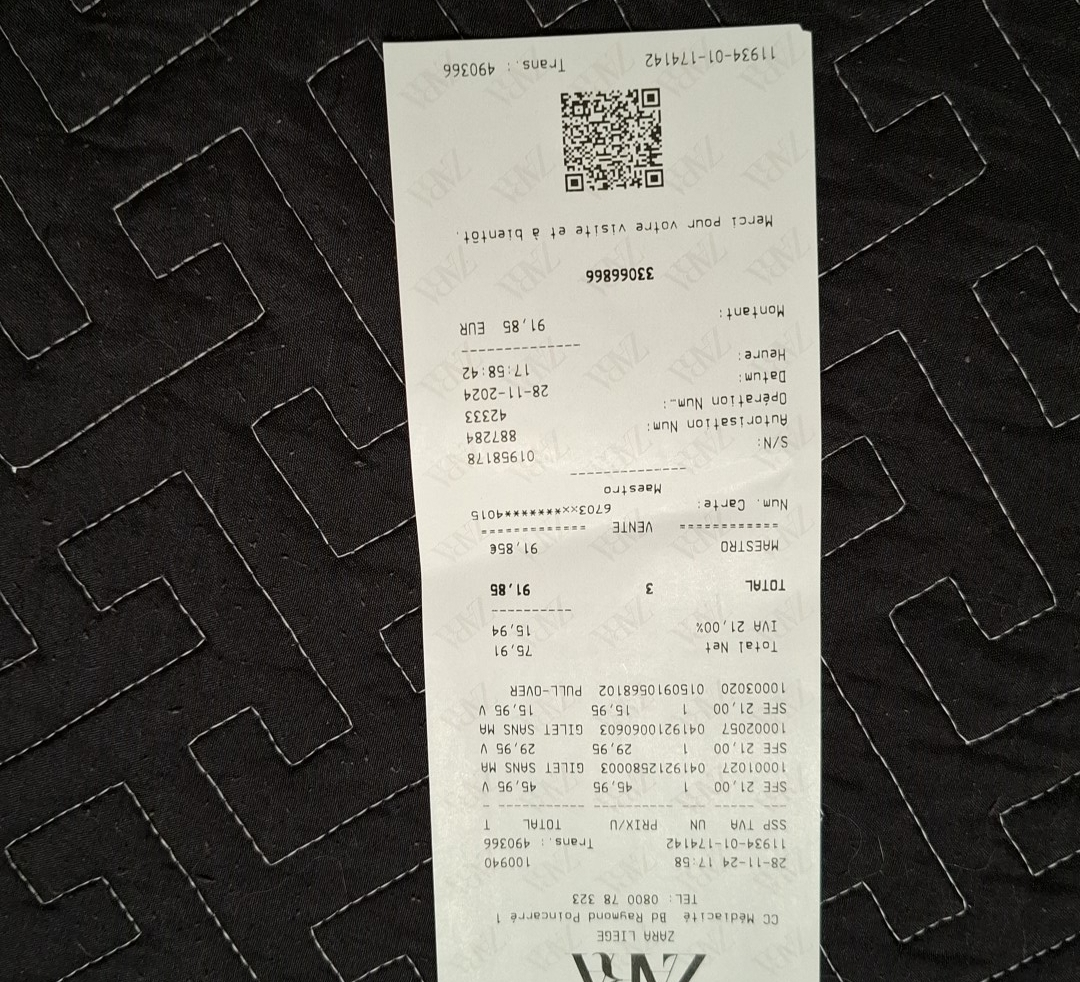 ZARA
ZARA LIEGE
CC Médiacité Bd Raymond Poincarré 1
TEL: 0800 78 323
28-11-24 17:58 100940
11934-01-174142 Trans.: 490366
SSP TVA UN PRIX/U TOTAL T
SFE 21,00 1 45,95 45,95 V
10001027 0419212580003 GILET SANS MA
SFE 21,00 1 29,95 29,95 V
10002057 0419210060603 GILET SANS MA
SFE 21,00 1 15,95 15,95 V
10003020 0150910568102 PULL-OVER
Total Net 75,91
IVA 21,00% 15,94
TOTAL 3 91,85
MAESTRO 91,85€
============= VENTE =============
Num. Carte: 6703xx*********4015
Maestro
S/N: 01958178
Autorisation Num: 887284
Opération Num.: 42333
Datum: 28-11-2024
Heure: 17:58:42
Montant: 91,85 EUR
33066866
Merci pour votre visite et à bientôt.
11934-01-174142 Trans.: 490366